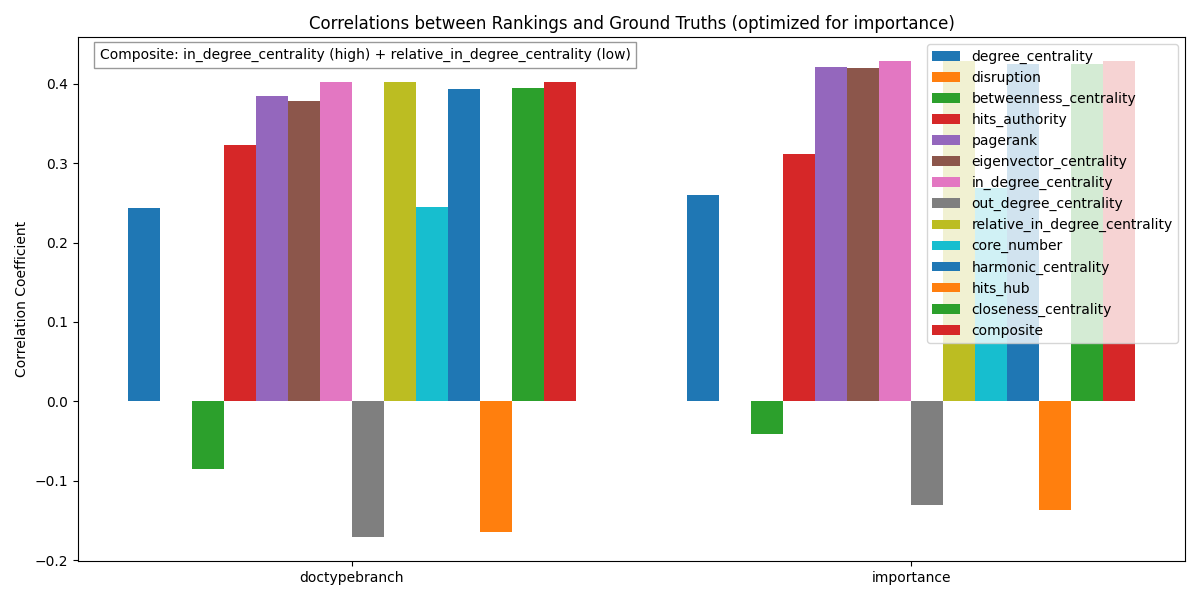 Correlations between Rankings and Ground Truths (optimized for importance)
Composite: in_degree_centrality (high) + relative_in_degree_centrality (low)
degree_centrality
disruption
betweenness_centrality
hits_authority
pagerank
eigenvector_centrality
in_degree_centrality
out_degree_centrality
relative_in_degree_centrality
core_number
harmonic_centrality
hits_hub
closeness_centrality
composite
Correlation Coefficient
0.4
0.3
0.2
0.1
0.0
−0.1
−0.2
doctypebranch
importance